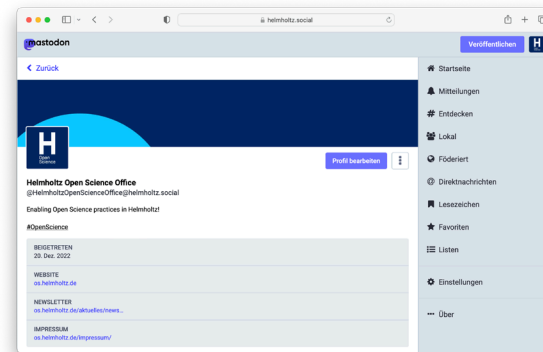 helmholtz.social
mastodon
Veröffentlichen
H
Zurück
H
Open
Science
Profil bearbeiten
Helmholtz Open Science Office
@HelmholtzOpenScienceOffice@helmholtz.social
Enabling Open Science practices in Helmholtz!
#OpenScience
BEIGETRETEN
20. Dez. 2022
WEBSITE
os.helmholtz.de
NEWSLETTER
os.helmholtz.de/aktuelles/news...
IMPRESSUM
os.helmholtz.de/impressum/
Startseite
Mitteilungen
# Entdecken
Lokal
Föderiert
@ Direktnachrichten
Lesezeichen
Favoriten
Listen
Einstellungen
Über